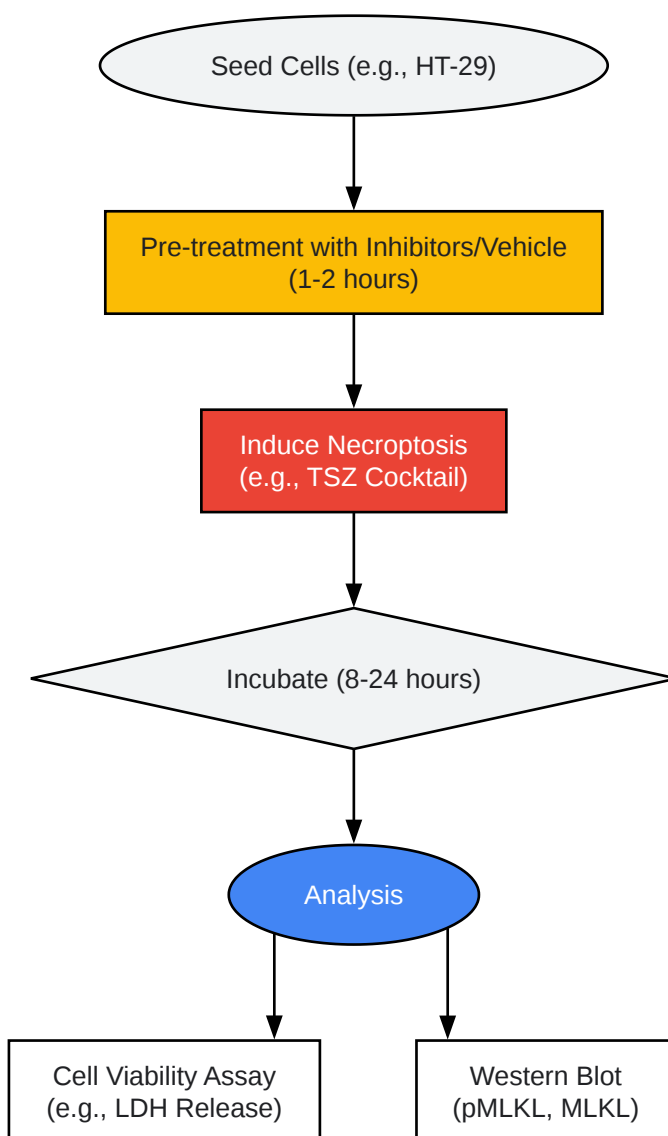 Seed Cells (e.g., HT-29)
Pre-treatment with Inhibitors/Vehicle
(1-2 hours)
Induce Necroptosis
(e.g., TSZ Cocktail)
Incubate (8-24 hours)
Analysis
Cell Viability Assay
(e.g., LDH Release)
Western Blot
(pMLKL, MLKL)